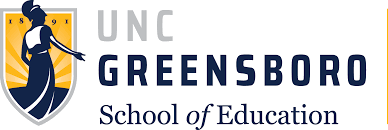 1891
UNC
GREENSBORO
School of Education